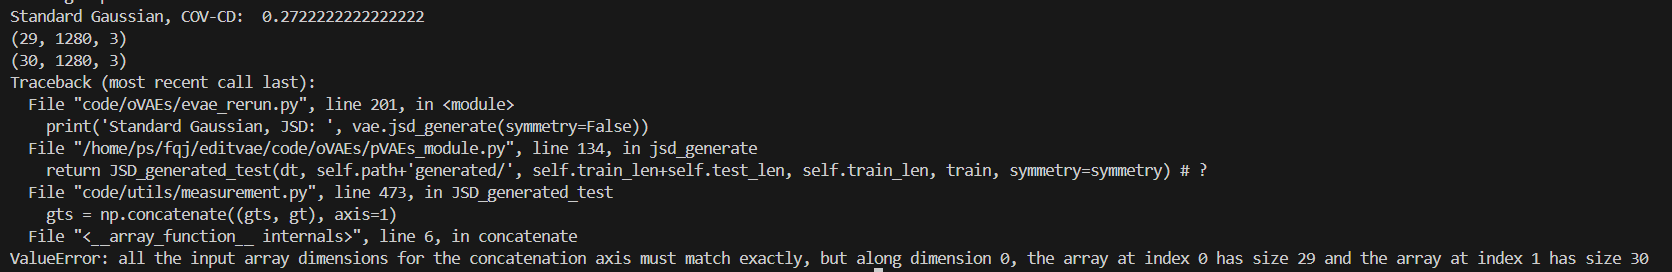 Standard Gaussian, COV-CD:  0.2722222222222222
(29, 1280, 3)
(30, 1280, 3)
Traceback (most recent call last):
  File "code/oVAEs/evae_rerun.py", line 201, in <module>
    print('Standard Gaussian, JSD: ', vae.jsd_generate(symmetry=False))
  File "/home/ps/fqj/editvae/code/oVAEs/pVAEs_module.py", line 134, in jsd_generate
    return JSD_generated_test(dt, self.path+'generated/', self.train_len+self.test_len, self.train_len, train, symmetry=symmetry) # ?
  File "code/utils/measurement.py", line 473, in JSD_generated_test
    gts = np.concatenate((gts, gt), axis=1)
  File "<__array_function__ internals>", line 6, in concatenate
ValueError: all the input array dimensions for the concatenation axis must match exactly, but along dimension 0, the array at index 0 has size 29 and the array at index 1 has size 30